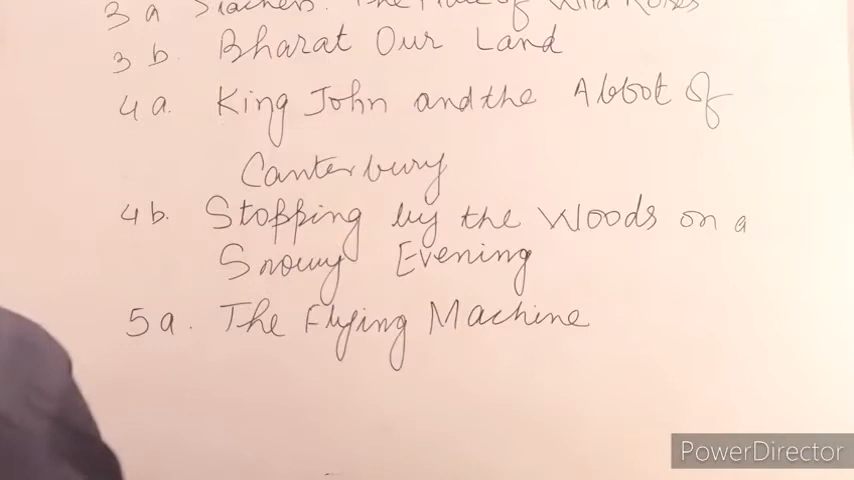 3 a
3 b. Bharat Our Land
4 a. King John and the Abbot Of
Canterbury
4 b. Stopping by the Woods on a
Snowy Evening
5 a. The Flying Machine
PowerDirector